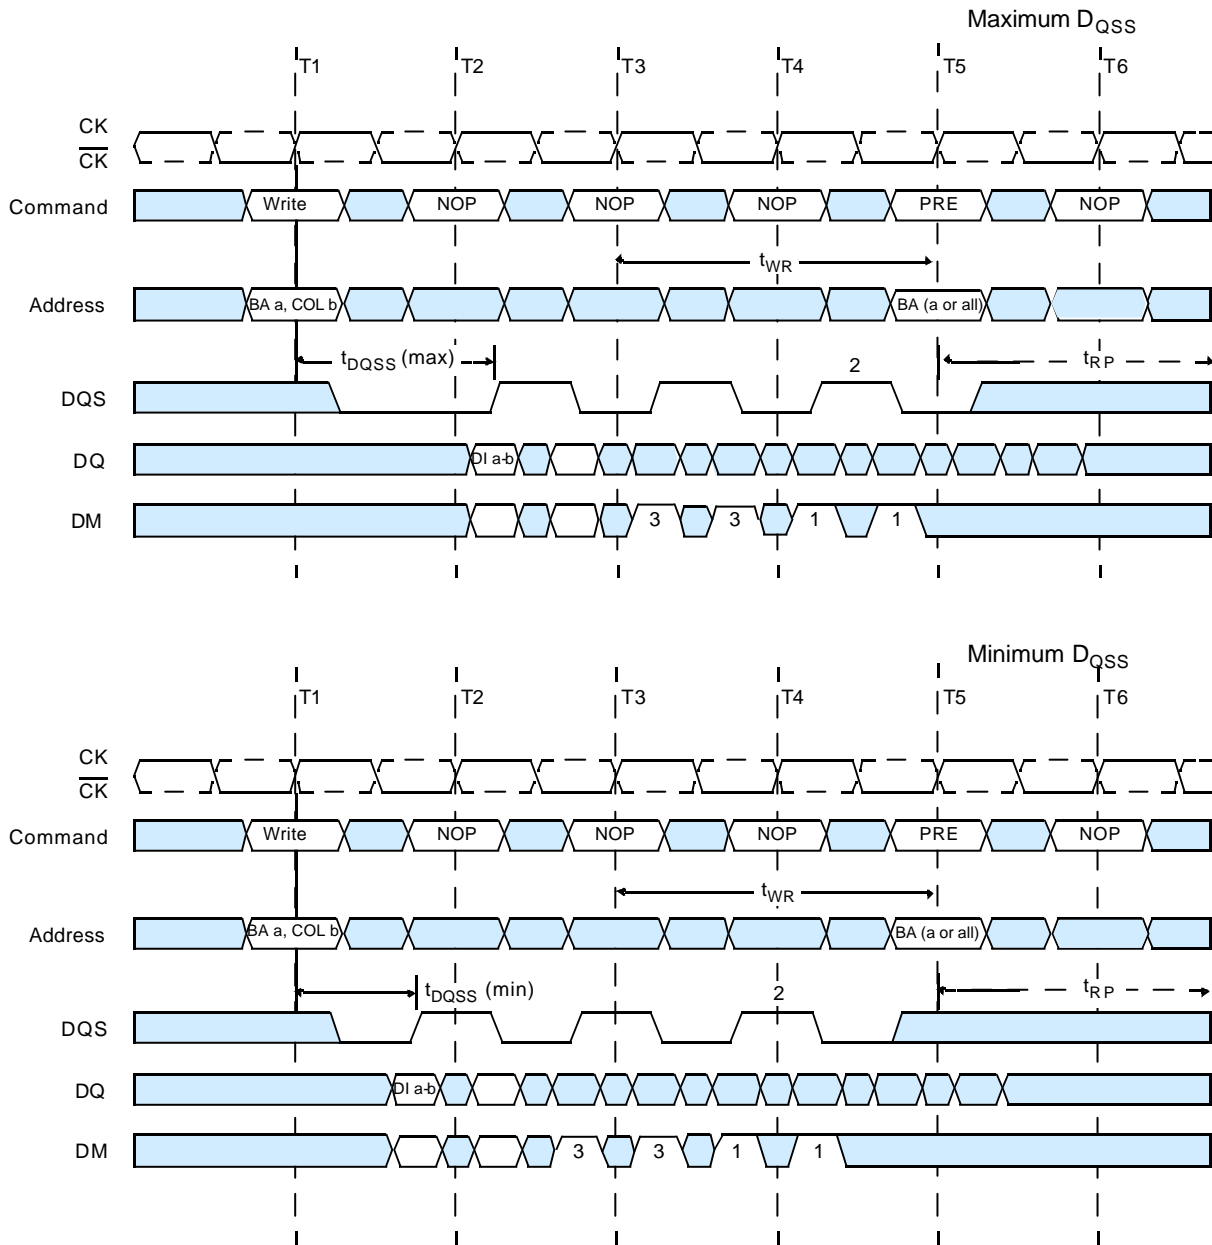 Maximum DQSS
T1 T2 T3 T4 T5 T6
CK
CK
Command Write NOP NOP NOP PRE NOP
tWR
Address BA a, COL b BA (a or all)
tDQSS (max) 2 tRP
DQS
DQ DI a-b
DM 3 3 1 1
Minimum DQSS
T1 T2 T3 T4 T5 T6
CK
CK
Command Write NOP NOP NOP PRE NOP
tWR
Address BA a, COL b BA (a or all)
tDQSS (min) 2 tRP
DQS
DQ DI a-b
DM 3 3 1 1